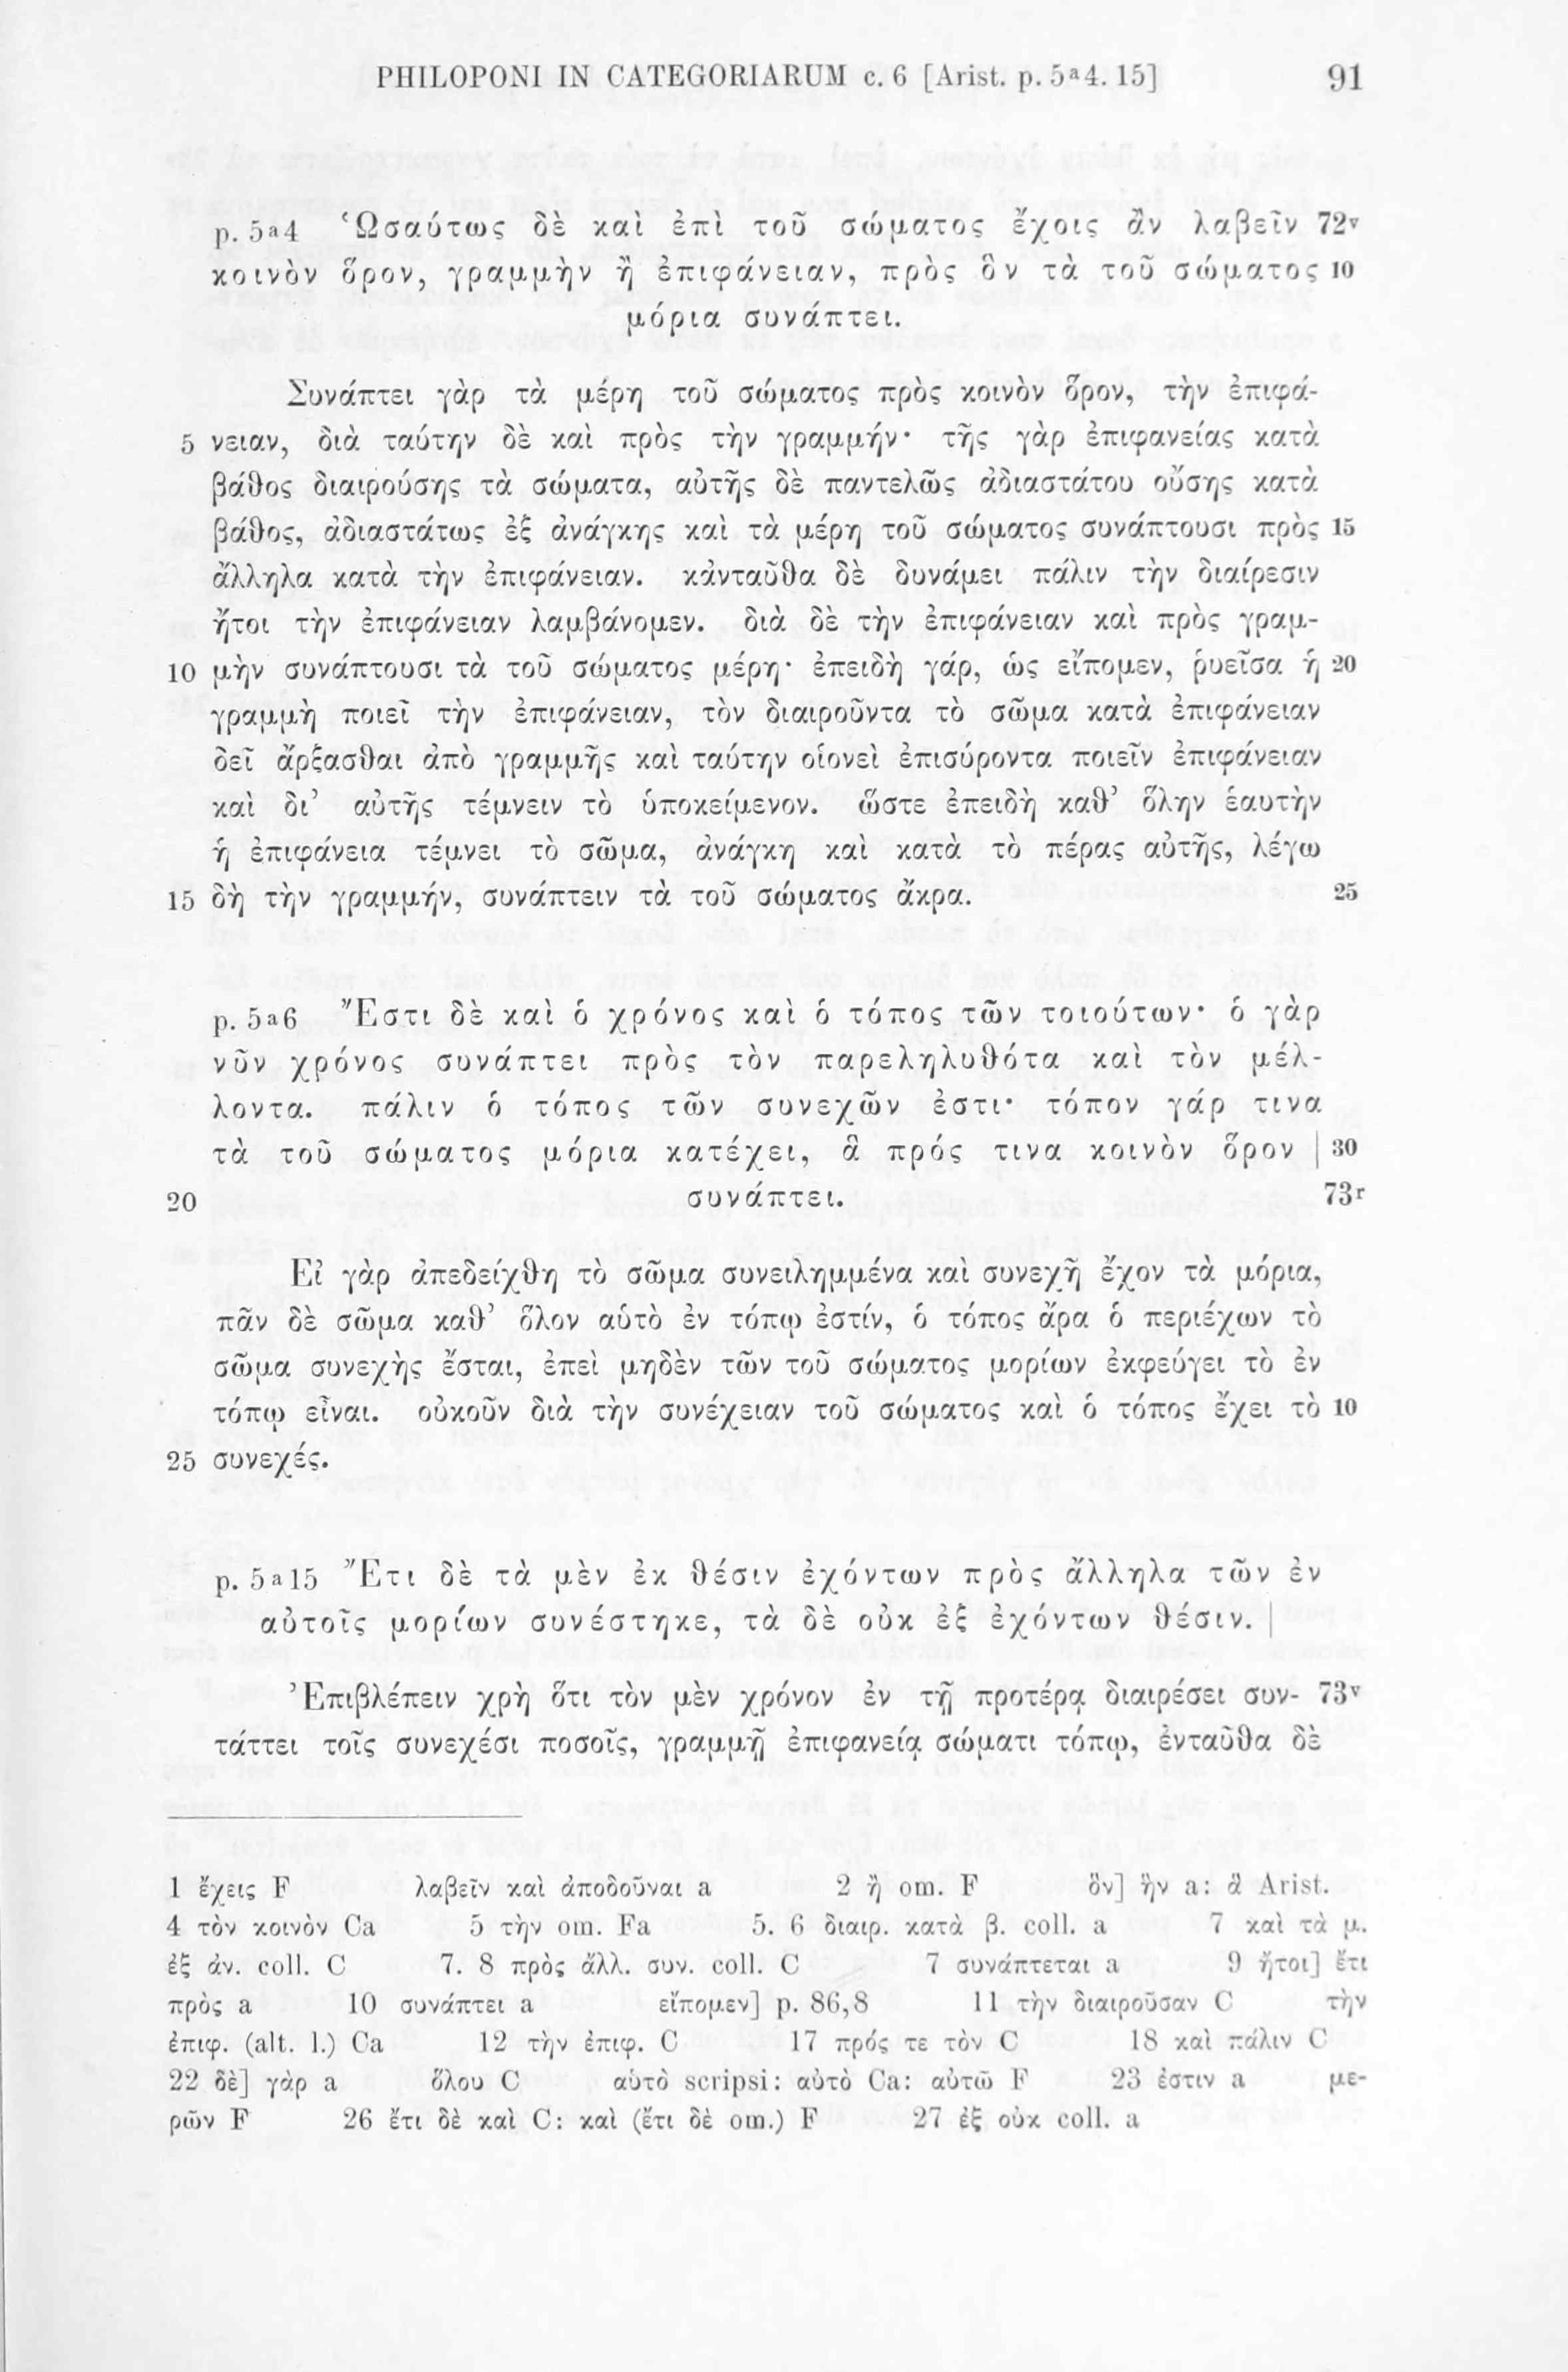 PHILOPONI IN CATEGORIARUM c. 6 [Arist. p. 5ª4. 15] 91
p. 5ª4 Ὡσαύτως δὲ καὶ ἐπὶ τοῦ σώματος ἔχοις ἂν λαβεῖν 72ᵛ
κοινὸν ὅρον, γραμμὴν ἢ ἐπιφάνειαν, πρὸς ὃν τὰ τοῦ σώματος 10
μόρια συνάπτει.
Συνάπτει γὰρ τὰ μέρη τοῦ σώματος πρὸς κοινὸν ὅρον, τὴν ἐπιφά-
5 νειαν, διὰ ταύτην δὲ καὶ πρὸς τὴν γραμμήν· τῆς γὰρ ἐπιφανείας κατὰ
βάθος διαιρούσης τὰ σώματα, αὐτῆς δὲ παντελῶς ἀδιαστάτου οὔσης κατὰ
βάθος, ἀδιαστάτως ἐξ ἀνάγκης καὶ τὰ μέρη τοῦ σώματος συνάπτουσι πρὸς 15
ἄλληλα κατὰ τὴν ἐπιφάνειαν. κἀνταῦθα δὲ δυνάμει πάλιν τὴν διαίρεσιν
ἤτοι τὴν ἐπιφάνειαν λαμβάνομεν. διὰ δὲ τὴν ἐπιφάνειαν καὶ πρὸς γραμ-
10 μὴν συνάπτουσι τὰ τοῦ σώματος μέρη· ἐπειδὴ γάρ, ὡς εἴπομεν, ῥυεῖσα ἡ 20
γραμμὴ ποιεῖ τὴν ἐπιφάνειαν, τὸν διαιροῦντα τὸ σῶμα κατὰ ἐπιφάνειαν
δεῖ ἄρξασθαι ἀπὸ γραμμῆς καὶ ταύτην οἱονεὶ ἐπισύροντα ποιεῖν ἐπιφάνειαν
καὶ δι’ αὐτῆς τέμνειν τὸ ὑποκείμενον. ὥστε ἐπειδὴ καθ’ ὅλην ἑαυτὴν
ἡ ἐπιφάνεια τέμνει τὸ σῶμα, ἀνάγκη καὶ κατὰ τὸ πέρας αὐτῆς, λέγω
15 δὴ τὴν γραμμήν, συνάπτειν τὰ τοῦ σώματος ἄκρα. 25
p. 5ª6 Ἔστι δὲ καὶ ὁ χρόνος καὶ ὁ τόπος τῶν τοιούτων· ὁ γὰρ
νῦν χρόνος συνάπτει πρὸς τὸν παρεληλυθότα καὶ τὸν μέλ-
λοντα. πάλιν ὁ τόπος τῶν συνεχῶν ἐστι· τόπον γάρ τινα
τὰ τοῦ σώματος μόρια κατέχει, ἃ πρός τινα κοινὸν ὅρον | 30
20 συνάπτει. 73ʳ
Εἰ γὰρ ἀπεδείχθη τὸ σῶμα συνειλημμένα καὶ συνεχῆ ἔχον τὰ μόρια,
πᾶν δὲ σῶμα καθ’ ὅλον αὑτὸ ἐν τόπῳ ἐστίν, ὁ τόπος ἄρα ὁ περιέχων τὸ
σῶμα συνεχὴς ἔσται, ἐπεὶ μηδὲν τῶν τοῦ σώματος μορίων ἐκφεύγει τὸ ἐν
τόπῳ εἶναι. οὐκοῦν διὰ τὴν συνέχειαν τοῦ σώματος καὶ ὁ τόπος ἔχει τὸ 10
25 συνεχές.
p. 5ª15 Ἔτι δὲ τὰ μὲν ἐκ θέσιν ἐχόντων πρὸς ἄλληλα τῶν ἐν
αὐτοῖς μορίων συνέστηκε, τὰ δὲ οὐκ ἐξ ἐχόντων θέσιν. |
Ἐπιβλέπειν χρὴ ὅτι τὸν μὲν χρόνον ἐν τῇ προτέρᾳ διαιρέσει συν- 73ᵛ
τάττει τοῖς συνεχέσι ποσοῖς, γραμμῇ ἐπιφανείᾳ σώματι τόπῳ, ἐνταῦθα δὲ
1 ἔχεις F λαβεῖν καὶ ἀποδοῦναι a 2 ἢ om. F ὃν] ἣν a: ἃ Arist.
4 τὸν κοινὸν Ca 5 τὴν om. Fa 5. 6 διαιρ. κατὰ β. coll. a 7 καὶ τὰ μ.
ἐξ ἀν. coll. C 7. 8 πρὸς ἄλλ. συν. coll. C 7 συνάπτεται a 9 ἤτοι] ἔτι
πρὸς a 10 συνάπτει a εἴπομεν] p. 86,8 11 τὴν διαιροῦσαν C τὴν
ἐπιφ. (alt. l.) Ca 12 τὴν ἐπιφ. C 17 πρός τε τὸν C 18 καὶ πάλιν C
22 δὲ] γὰρ a ὅλου C αὑτὸ scripsi: αὐτὸ Ca: αὐτῶ F 23 ἐστιν a με-
ρῶν F 26 ἔτι δὲ καὶ C: καὶ (ἔτι δὲ om.) F 27 ἐξ οὐκ coll. a